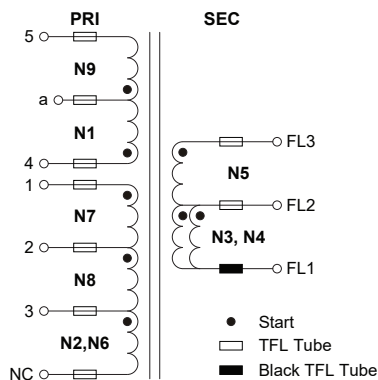 PRI SEC
5
N9
a
N1
4
1
N7
2
N8
3
N2,N6
NC
FL3
N5
FL2
N3, N4
FL1
Start
TFL Tube
Black TFL Tube